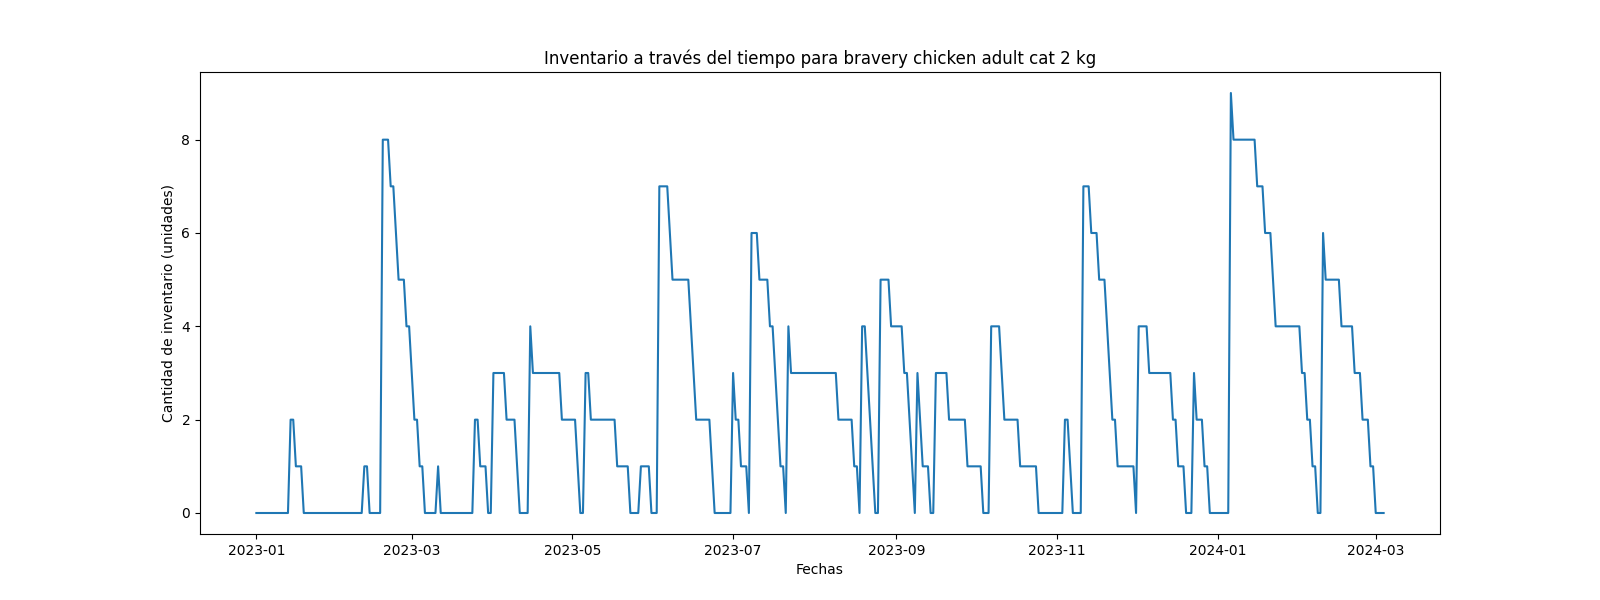 Inventario a través del tiempo para bravery chicken adult cat 2 kg
Cantidad de inventario (unidades)
8
6
4
2
0
2023-01 2023-03 2023-05 2023-07 2023-09 2023-11 2024-01 2024-03
Fechas